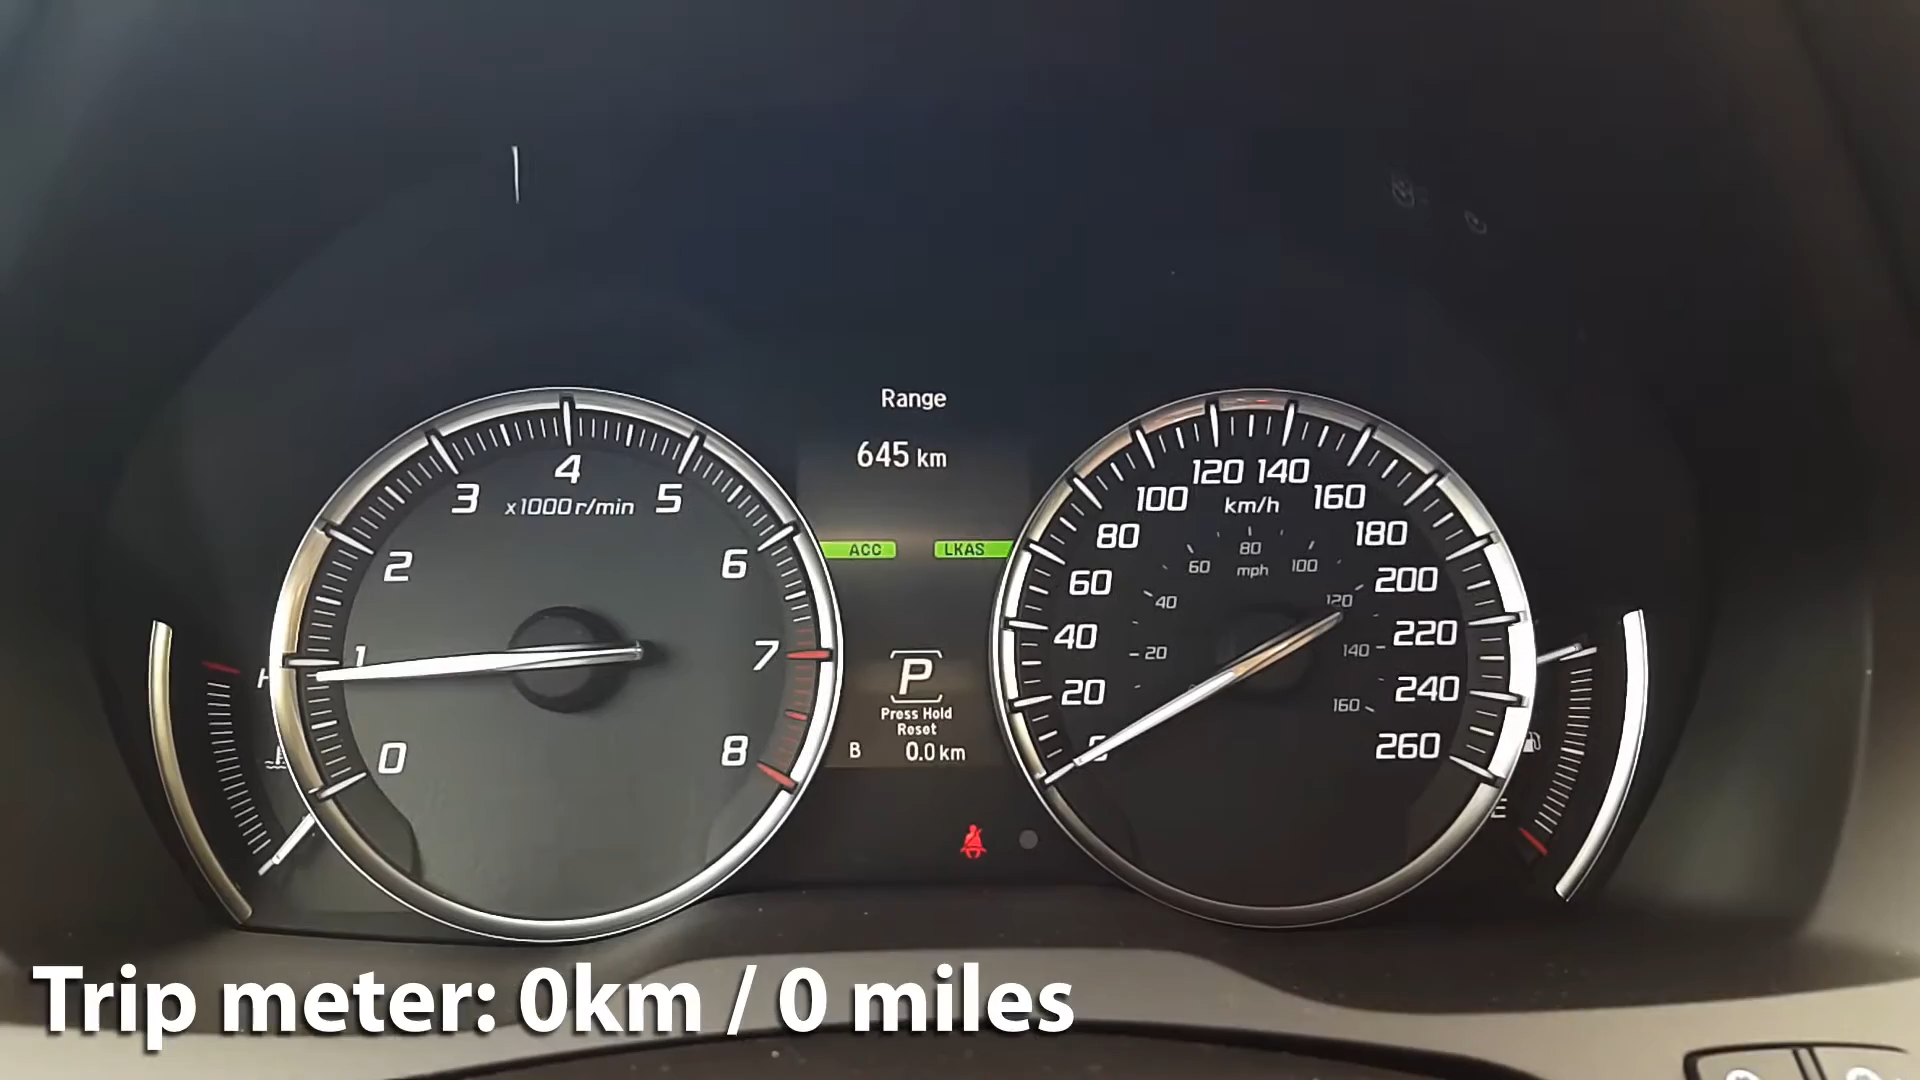 Range
645 km
ACC LKAS
P
Press Hold
Reset
B 0.0 km
0
1
2
3
4
5
6
7
8
x1000 r/min
20
40
60
80
100
120
140
160
180
200
220
240
260
km/h
20
40
60
80
100
120
140
160
mph
E
Trip meter: 0km / 0 miles